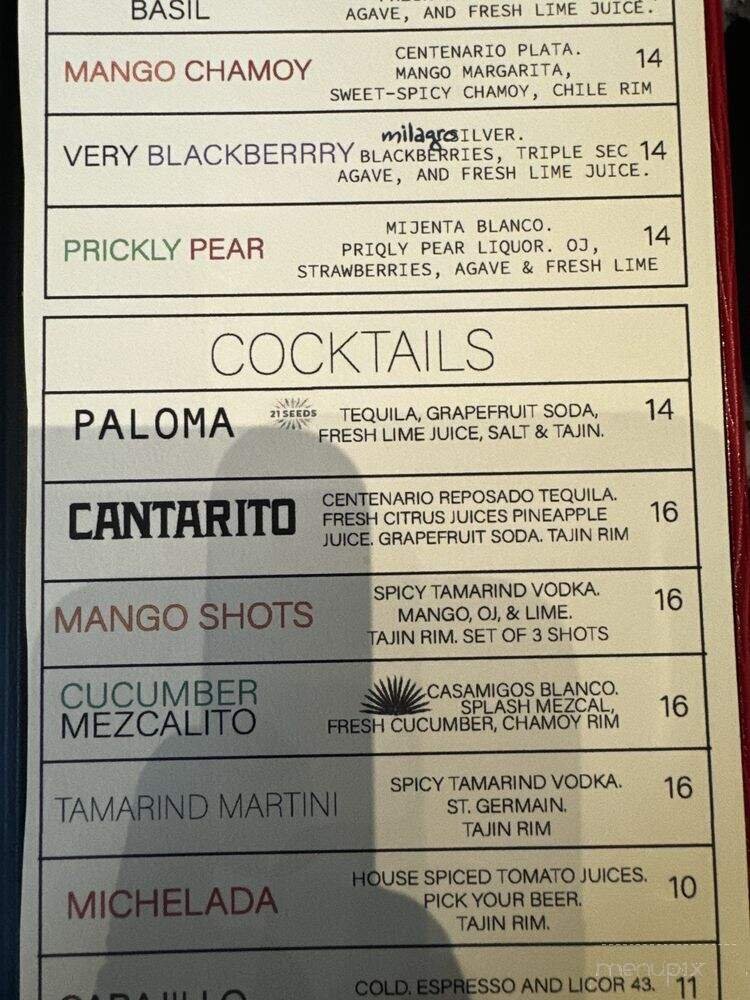 BASIL
AGAVE, AND FRESH LIME JUICE.
MANGO CHAMOY
CENTENARIO PLATA.
MANGO MARGARITA,
SWEET-SPICY CHAMOY, CHILE RIM
14
VERY BLACKBERRRY
milagro SILVER.
BLACKBERRIES, TRIPLE SEC
AGAVE, AND FRESH LIME JUICE.
14
PRICKLY PEAR
MIJENTA BLANCO.
PRIQLY PEAR LIQUOR. OJ,
STRAWBERRIES, AGAVE & FRESH LIME
14
COCKTAILS
PALOMA
21 SEEDS
TEQUILA, GRAPEFRUIT SODA,
FRESH LIME JUICE, SALT & TAJIN.
14
CANTARITO
CENTENARIO REPOSADO TEQUILA.
FRESH CITRUS JUICES PINEAPPLE
JUICE. GRAPEFRUIT SODA. TAJIN RIM
16
MANGO SHOTS
SPICY TAMARIND VODKA.
MANGO, OJ, & LIME.
TAJIN RIM. SET OF 3 SHOTS
16
CUCUMBER
MEZCALITO
CASAMIGOS BLANCO.
SPLASH MEZCAL,
FRESH CUCUMBER, CHAMOY RIM
16
TAMARIND MARTINI
SPICY TAMARIND VODKA.
ST. GERMAIN.
TAJIN RIM
16
MICHELADA
HOUSE SPICED TOMATO JUICES.
PICK YOUR BEER.
TAJIN RIM.
10
CARAJILLO
COLD. ESPRESSO AND LICOR 43.
11
menupix